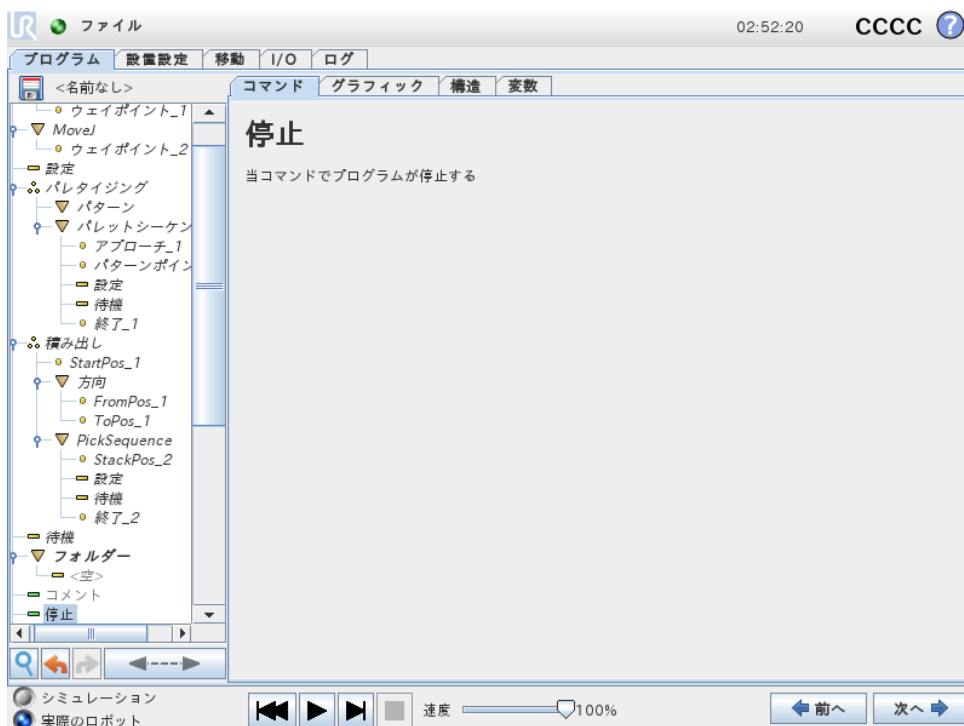 UR ファイル 02:52:20 CCCC ?
プログラム 設置設定 移動 I/O ログ
<名前なし>
コマンド グラフィック 構造 変数
ウェイポイント_1
MoveJ
ウェイポイント_2
設定
パレタイジング
パターン
パレットシーケン
アプローチ_1
パターンポイン
設定
待機
終了_1
積み出し
StartPos_1
方向
FromPos_1
ToPos_1
PickSequence
StackPos_2
設定
待機
終了_2
待機
フォルダー
<空>
コメント
停止
停止
当コマンドでプログラムが停止する
シミュレーション
実際のロボット
速度 100%
前へ 次へ